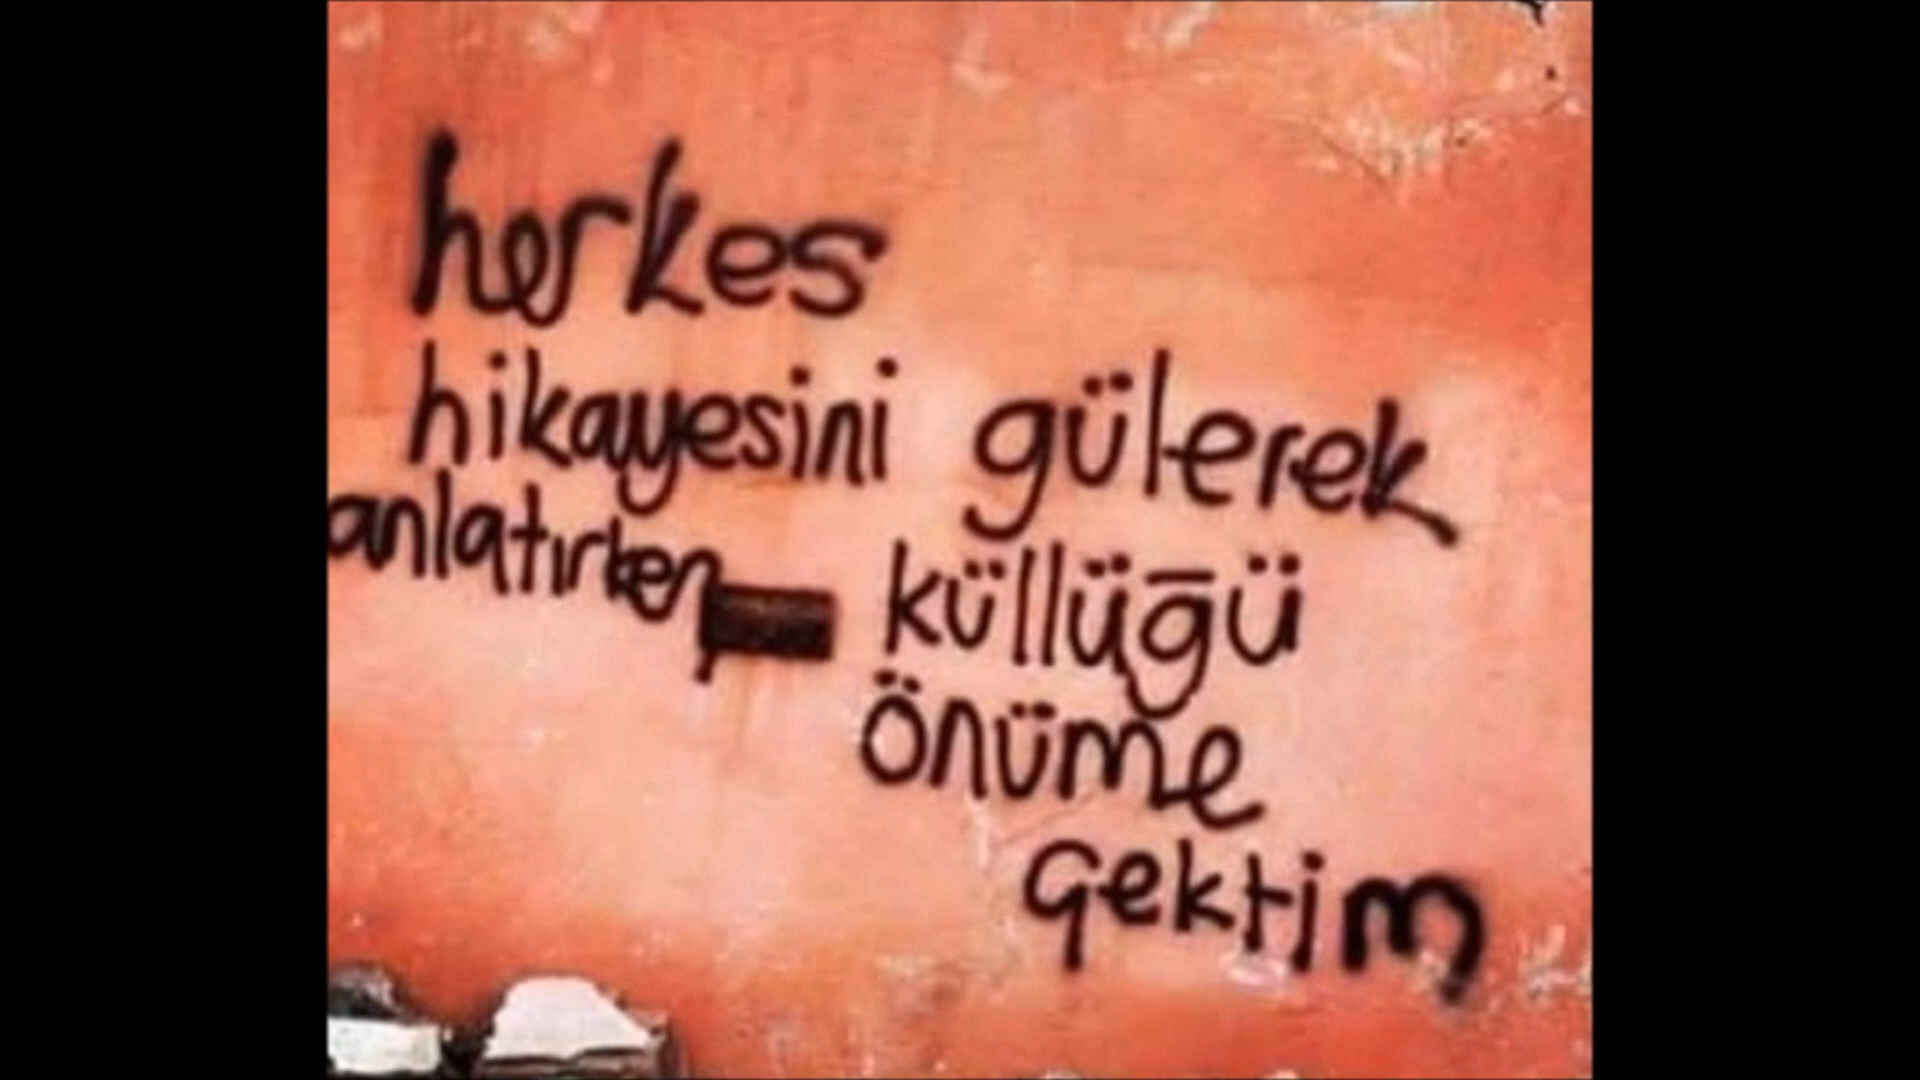 herkes
hikayesini gülerek
anlatırken küllüğü
önüme
çektim